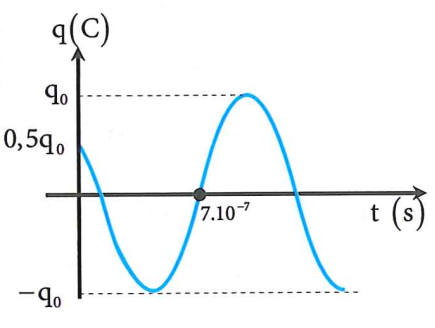 q(C)
q₀
0,5q₀
7.10⁻⁷
t (s)
−q₀